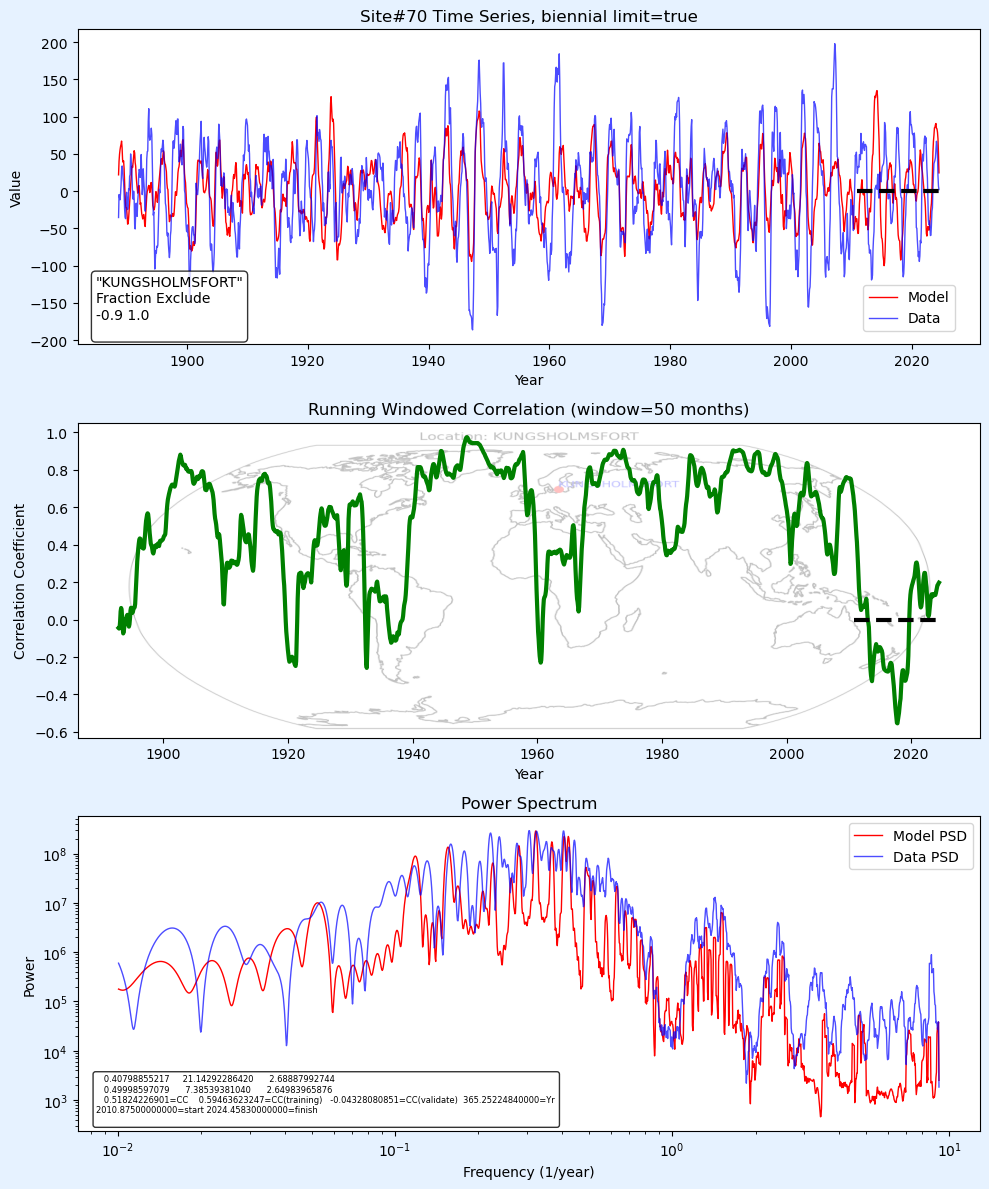 Site#70 Time Series, biennial limit=true
200
150
100
50
0
−50
−100
−150
−200
Value
"KUNGSHOLMSFORT"
Fraction Exclude
-0.9 1.0
Model
Data
1900
1920
1940
1960
1980
2000
2020
Year
Running Windowed Correlation (window=50 months)
Location: KUNGSHOLMSFORT
KUNGSHOLMSFORT
1.0
0.8
0.6
0.4
0.2
0.0
−0.2
−0.4
−0.6
Correlation Coefficient
1900
1920
1940
1960
1980
2000
2020
Year
Power Spectrum
Model PSD
Data PSD
10⁸
10⁷
10⁶
10⁵
10⁴
10³
Power
0.40798855217 21.14292286420 2.68887992744
0.49998597079 7.38539381040 2.64983965876
0.51824226901=CC 0.59463623247=CC(training) -0.04328080851=CC(validate) 365.25224840000=Yr
2010.87500000000=start 2024.45830000000=finish
10⁻²
10⁻¹
10⁰
10¹
Frequency (1/year)